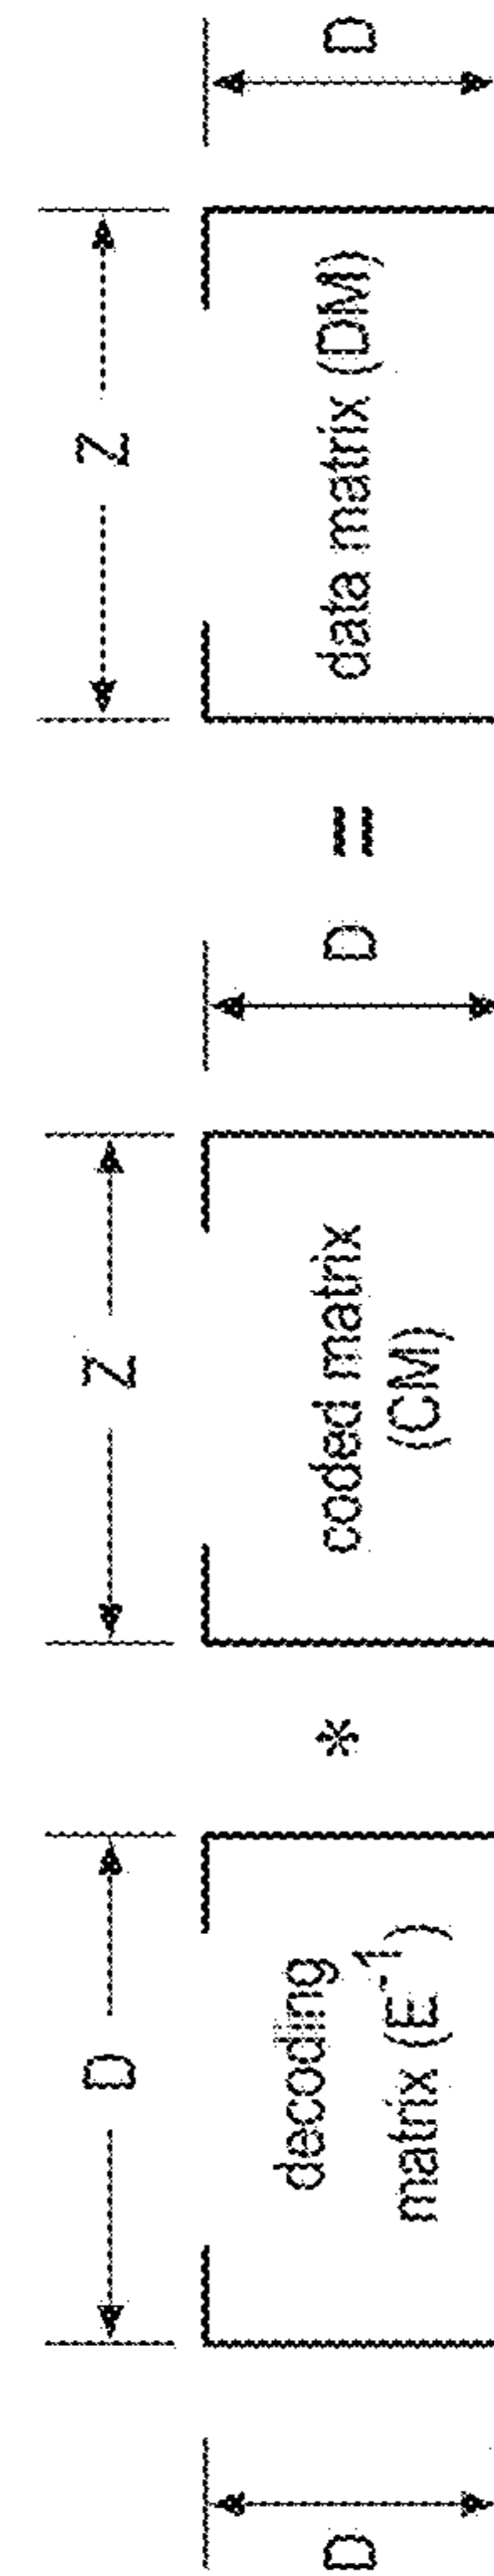 D
D
decoding
matrix (E⁻¹)
*
Z
coded matrix
(CM)
D
=
Z
data matrix (DM)
D